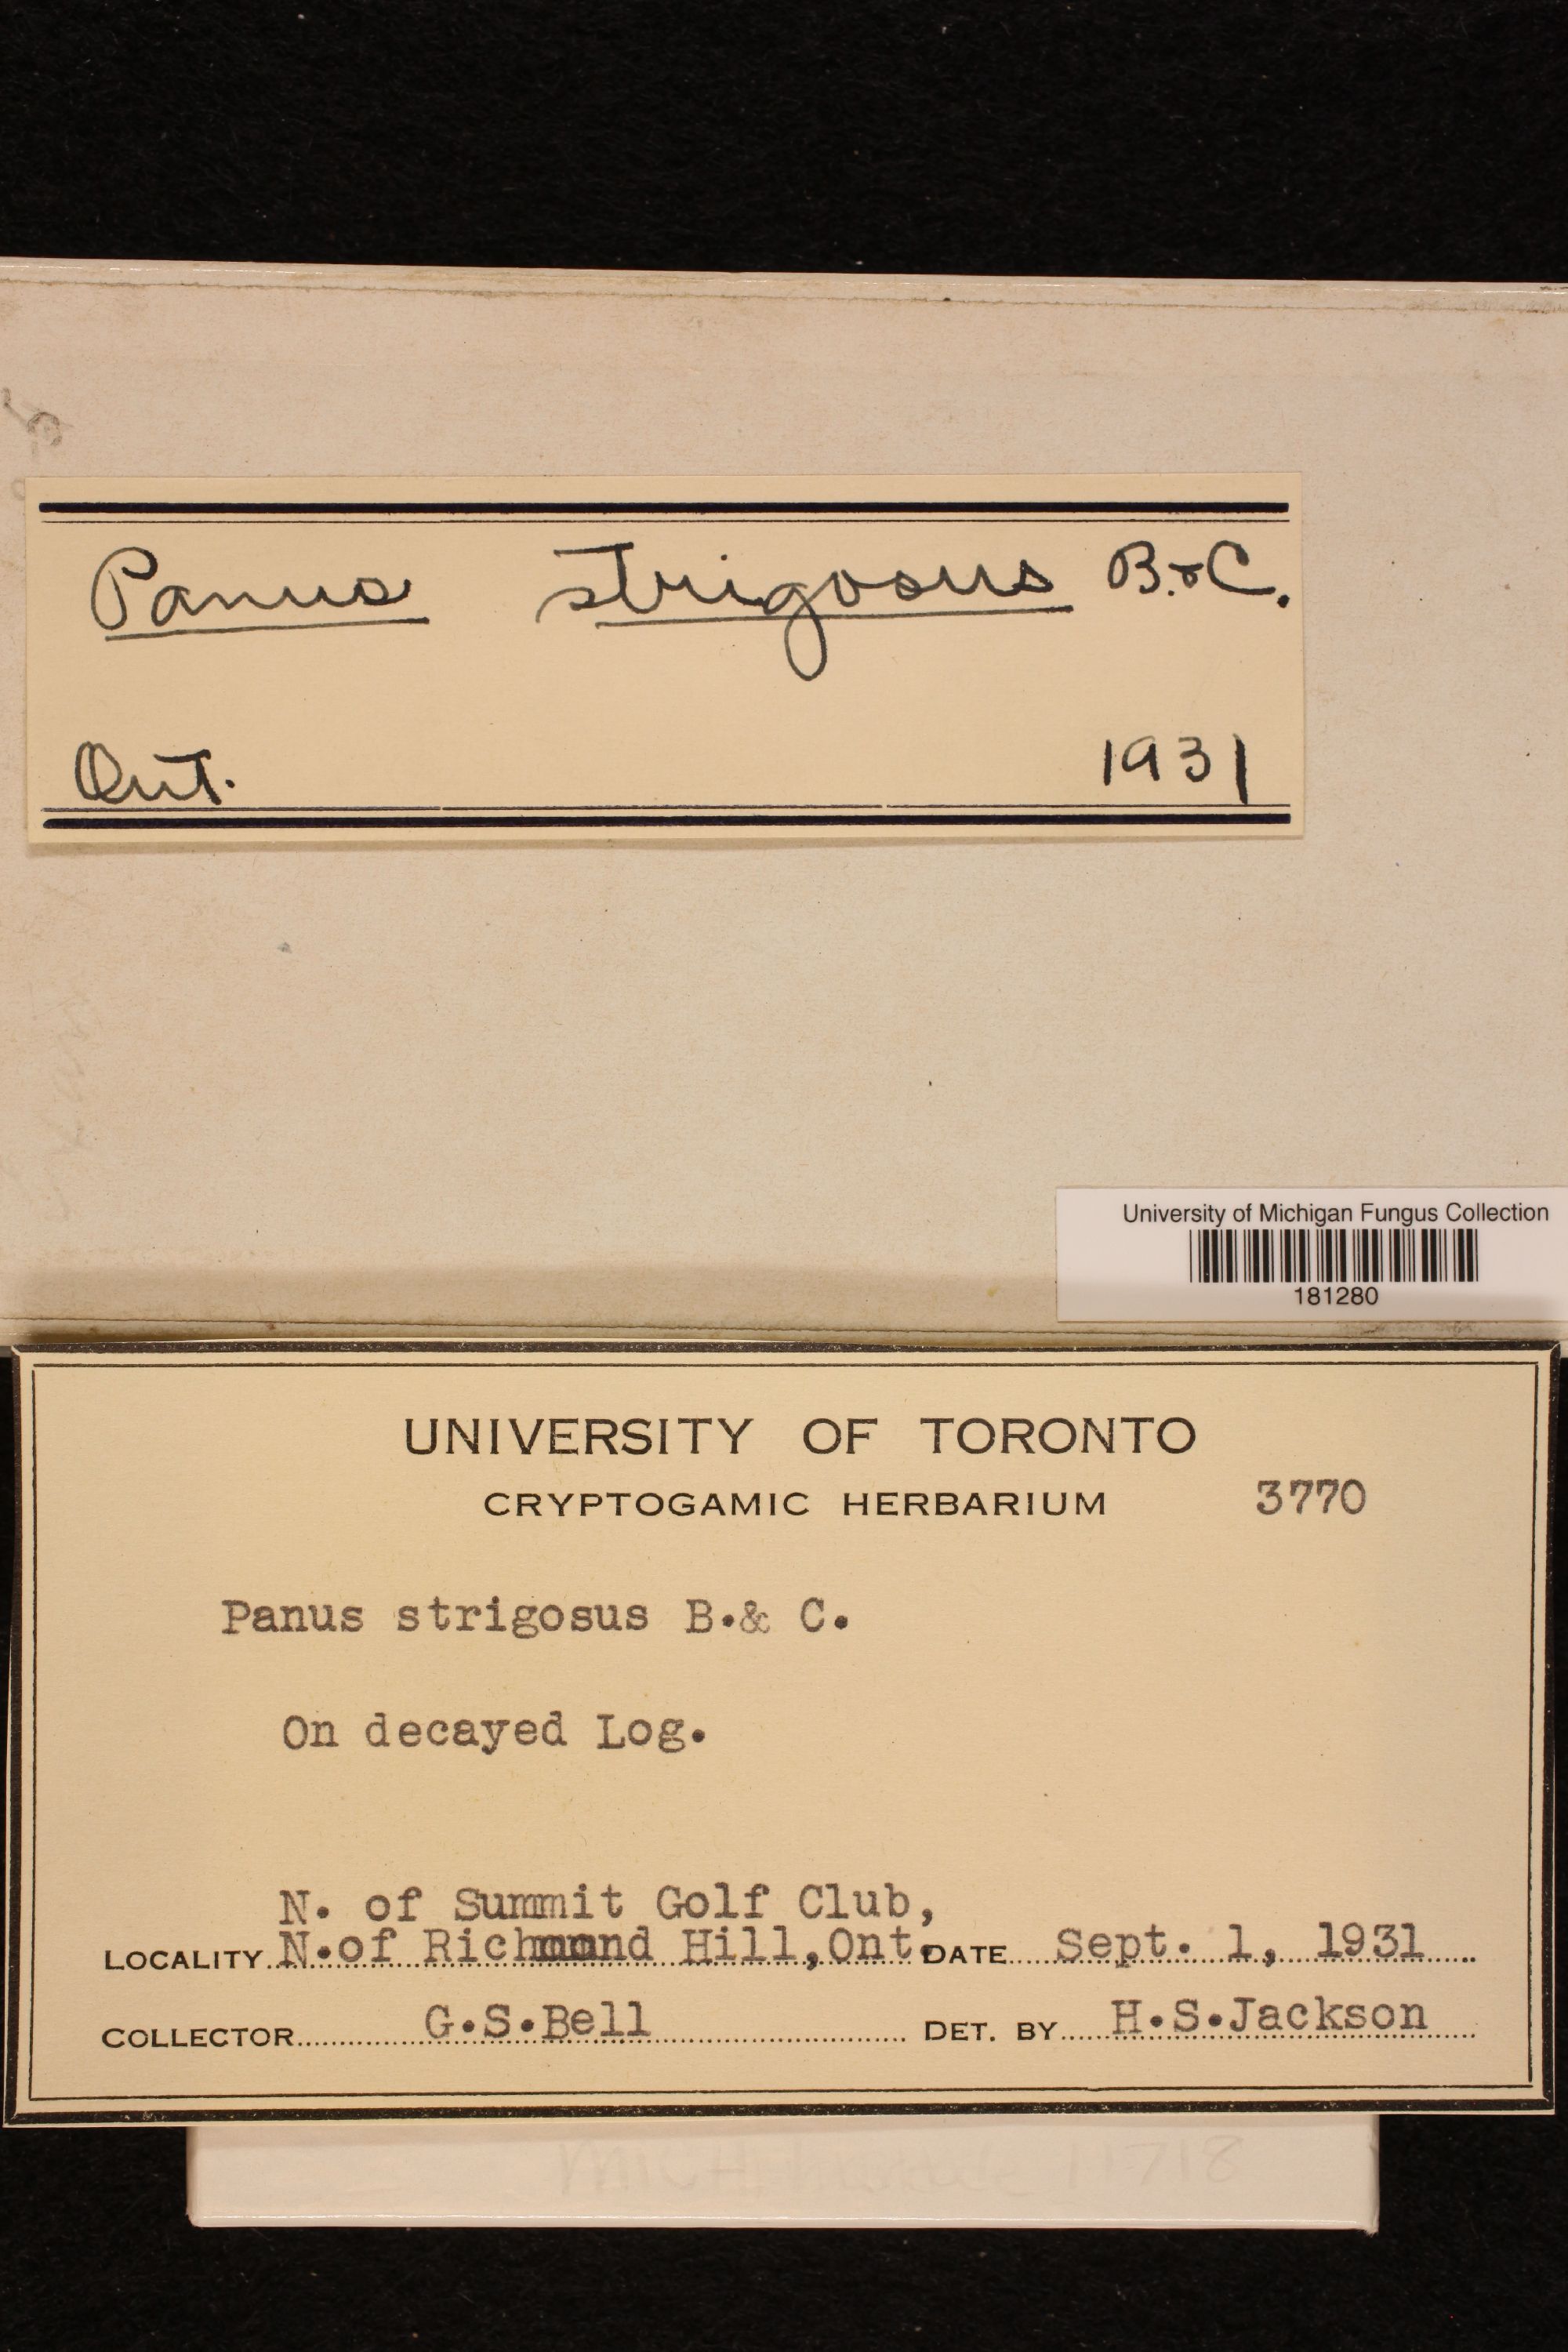 Panus strigosus B. & C.
Ont. 1931
University of Michigan Fungus Collection
181280
UNIVERSITY OF TORONTO
CRYPTOGAMIC HERBARIUM 3770
Panus strigosus B.& C.
On decayed Log.
N. of Summit Golf Club,
LOCALITY N.of Richmond Hill,Ont. DATE Sept. 1, 1931
COLLECTOR G.S.Bell DET. BY H.S.Jackson